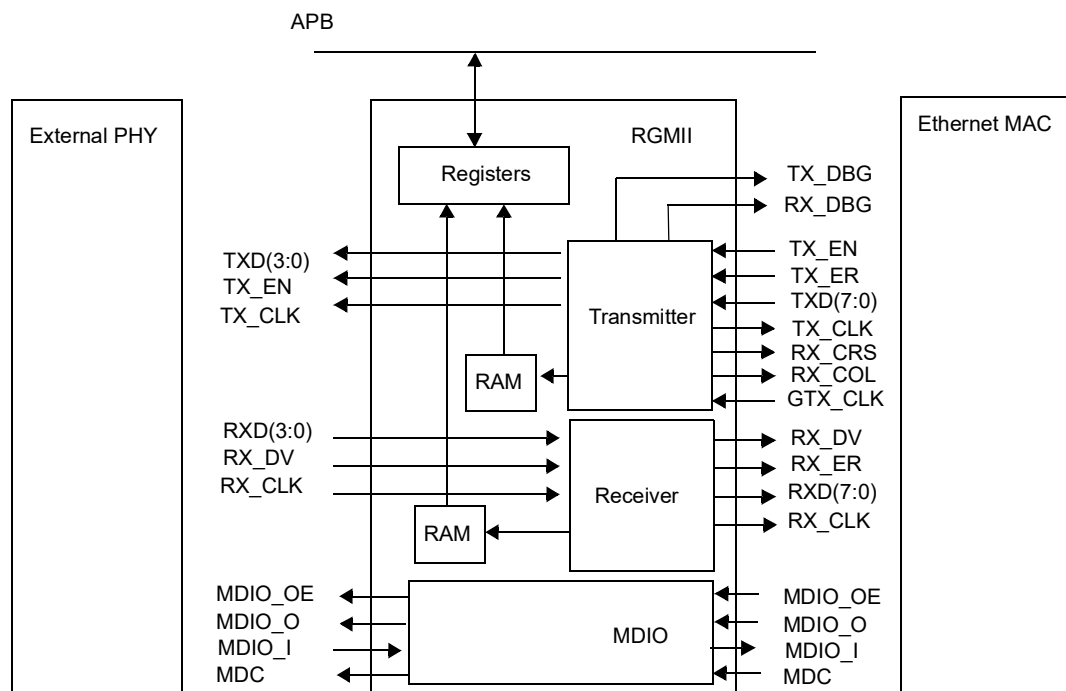 APB
External PHY
RGMII
Ethernet MAC
Registers
TX_DBG
RX_DBG
TXD(3:0)
TX_EN
TX_CLK
Transmitter
TX_EN
TX_ER
TXD(7:0)
TX_CLK
RX_CRS
RX_COL
GTX_CLK
RAM
RXD(3:0)
RX_DV
RX_CLK
Receiver
RX_DV
RX_ER
RXD(7:0)
RX_CLK
RAM
MDIO_OE
MDIO_O
MDIO_I
MDC
MDIO
MDIO_OE
MDIO_O
MDIO_I
MDC